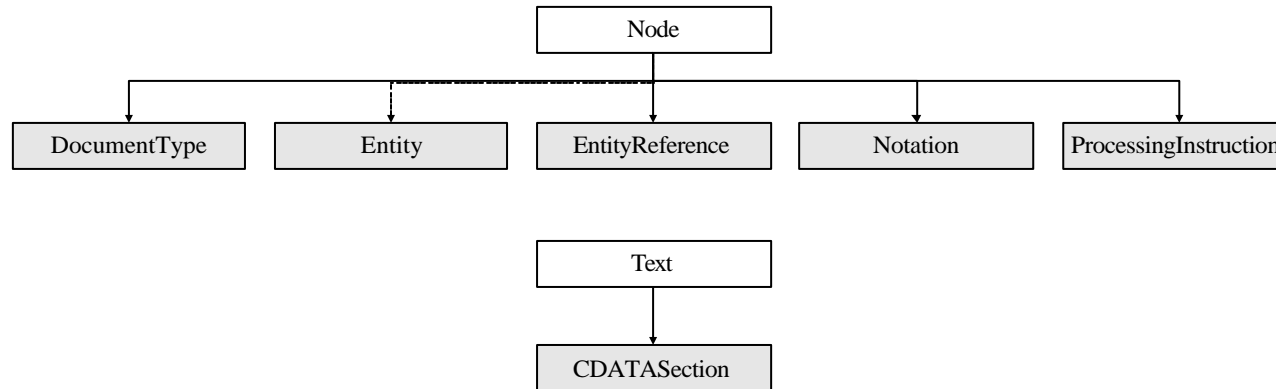 Node
DocumentType
Entity
EntityReference
Notation
ProcessingInstruction
Text
CDATASection